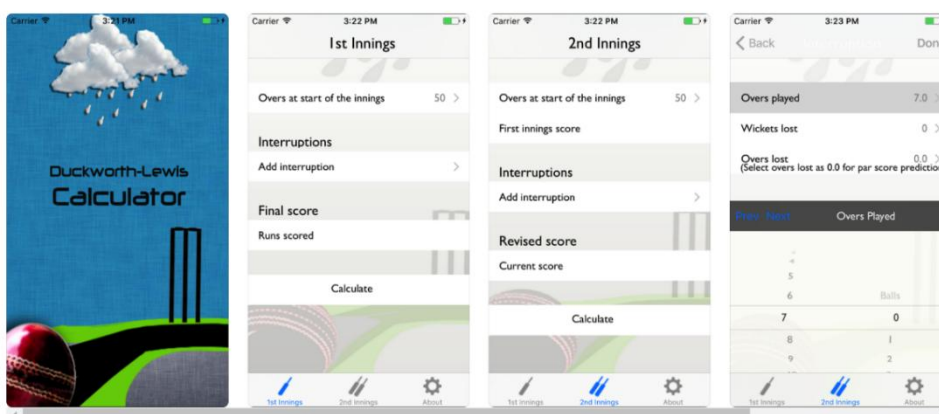 Carrier 3:21 PM
Duckworth-Lewis
Calculator
Carrier 3:22 PM
1st Innings
Overs at start of the innings 50
Interruptions
Add interruption
Final score
Runs scored
Calculate
1st Innings 2nd Innings About
Carrier 3:22 PM
2nd Innings
Overs at start of the innings 50
First innings score
Interruptions
Add interruption
Revised score
Current score
Calculate
1st Innings 2nd Innings About
Carrier 3:23 PM
Back Don
Overs played 7.0
Wickets lost 0
Overs lost 0.0
(Select overs lost as 0.0 for par score prediction
Prev Next Overs Played
5
6 Balls
7 0
8 1
9 2
1st Innings 2nd Innings About